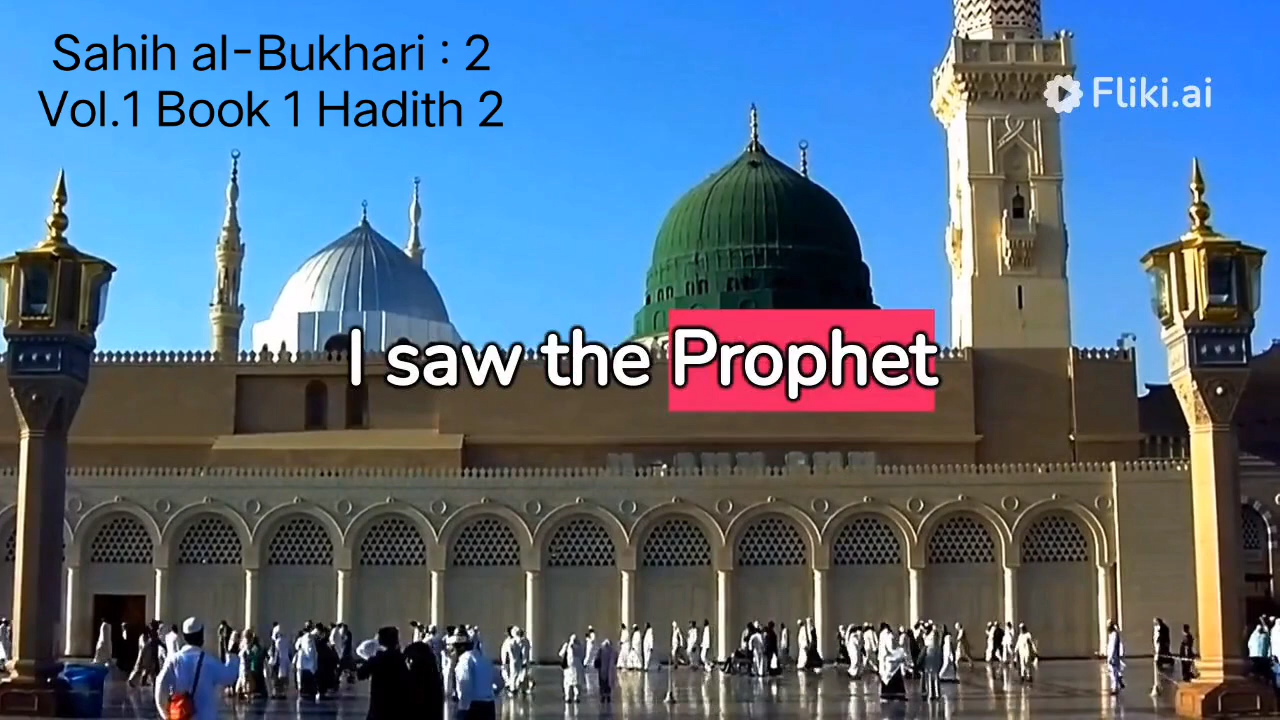 Sahih al-Bukhari : 2
Vol.1 Book 1 Hadith 2
Fliki.ai
I saw the Prophet